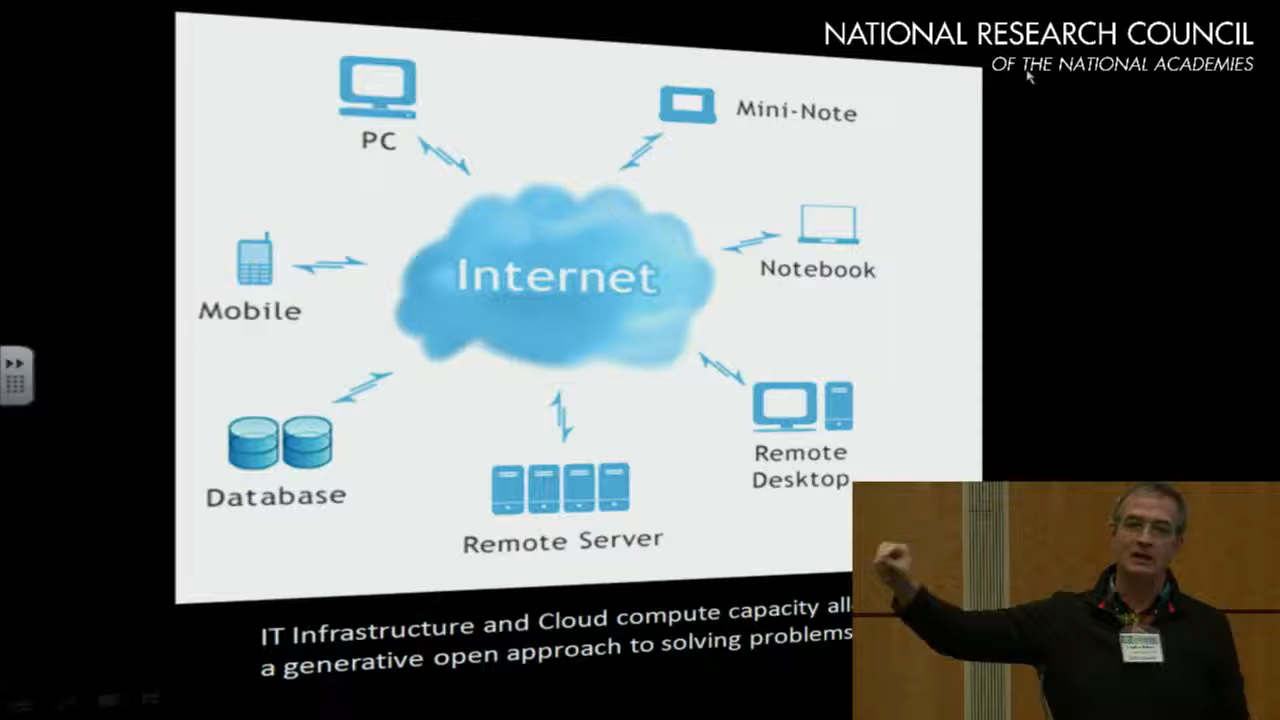 NATIONAL RESEARCH COUNCIL
OF THE NATIONAL ACADEMIES
PC
Mini-Note
Internet
Notebook
Mobile
Remote
Desktop
Database
Remote Server
IT Infrastructure and Cloud compute capacity
a generative open approach to solving problems